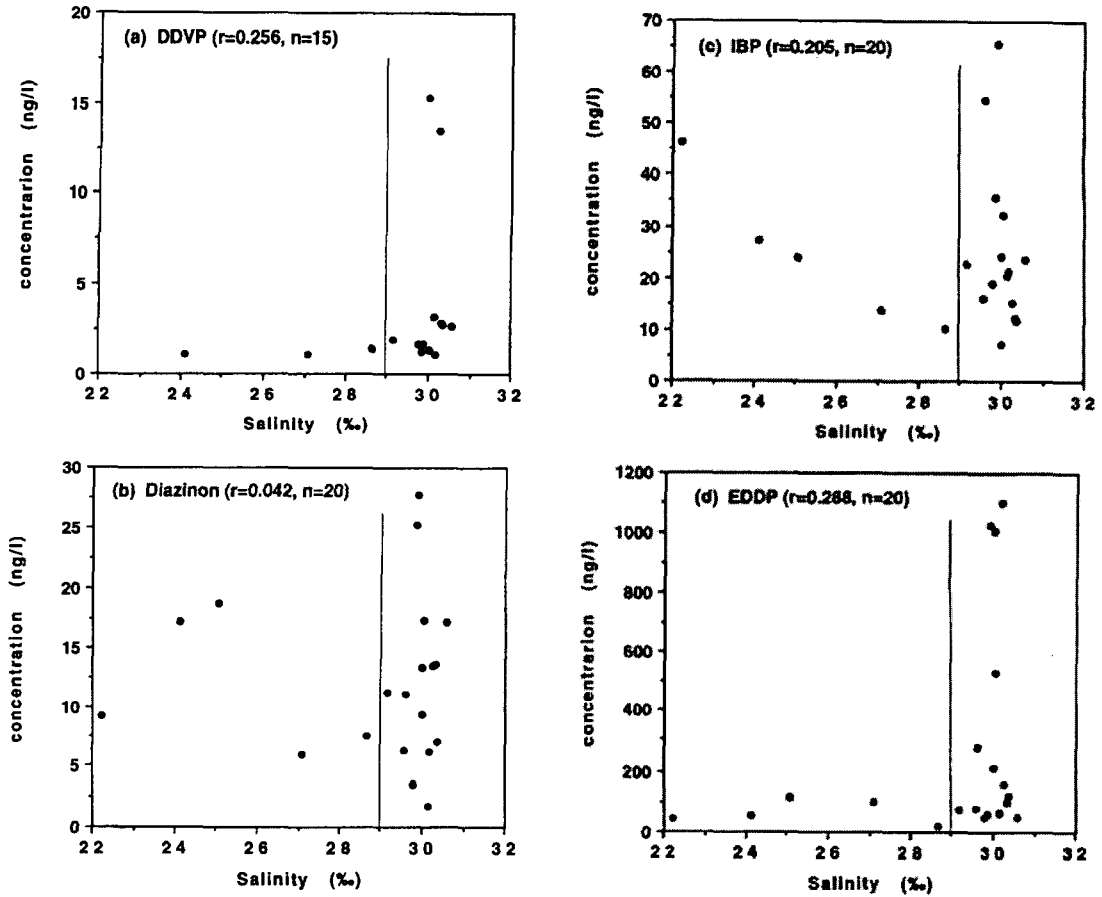 (a) DDVP (r=0.256, n=15)
20
15
10
5
0
concentrarion (ng/l)
22 24 26 28 30 32
Salinity (‰)
(c) IBP (r=0.205, n=20)
70
60
50
40
30
20
10
0
concentration (ng/l)
22 24 26 28 30 32
Salinity (‰)
(b) Diazinon (r=0.042, n=20)
30
25
20
15
10
5
0
concentration (ng/l)
22 24 26 28 30 32
Salinity (‰)
(d) EDDP (r=0.266, n=20)
1200
1000
800
600
400
200
0
concentrarion (ng/l)
22 24 26 28 30 32
Salinity (‰)